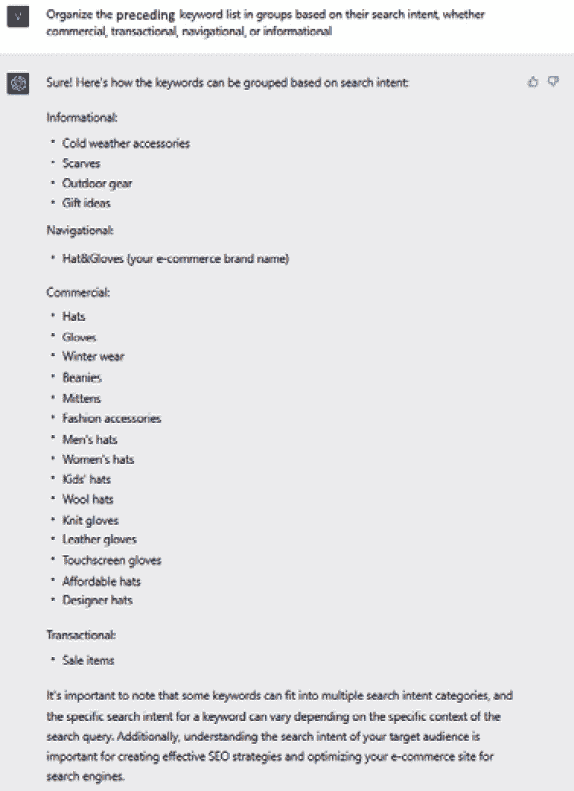 V
Organize the preceding keyword list in groups based on their search intent, whether
commercial, transactional, navigational, or informational
Sure! Here's how the keywords can be grouped based on search intent:
Informational:
• Cold weather accessories
• Scarves
• Outdoor gear
• Gift ideas
Navigational:
• Hat&Gloves (your e-commerce brand name)
Commercial:
• Hats
• Gloves
• Winter wear
• Beanies
• Mittens
• Fashion accessories
• Men's hats
• Women's hats
• Kids' hats
• Wool hats
• Knit gloves
• Leather gloves
• Touchscreen gloves
• Affordable hats
• Designer hats
Transactional:
• Sale items
It's important to note that some keywords can fit into multiple search intent categories, and
the specific search intent for a keyword can vary depending on the specific context of the
search query. Additionally, understanding the search intent of your target audience is
important for creating effective SEO strategies and optimizing your e-commerce site for
search engines.